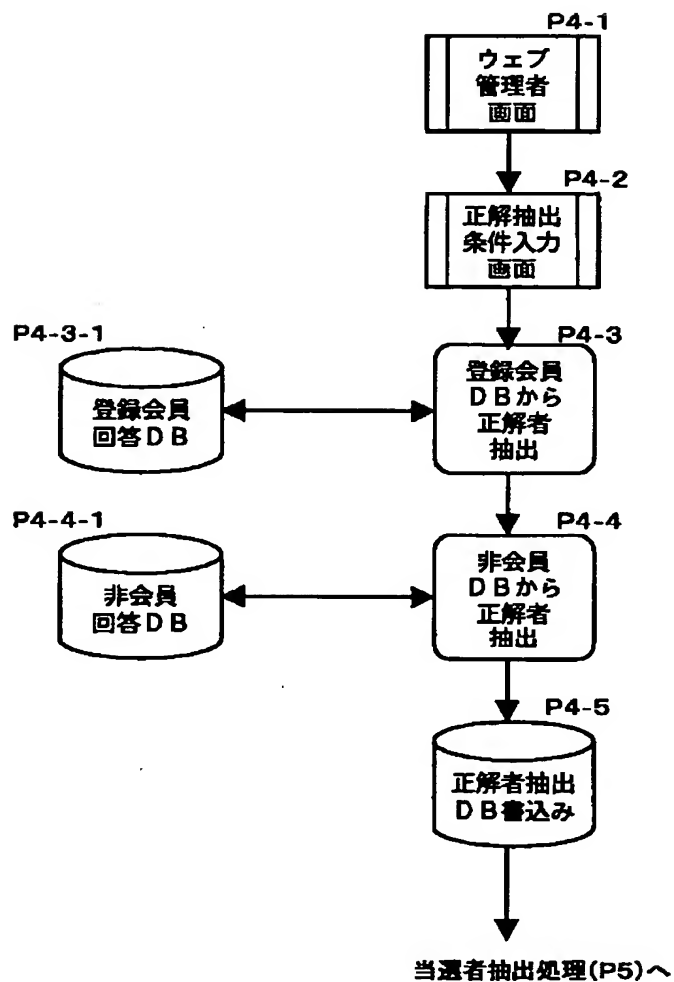 P4-1
ウェブ
管理者
画面
P4-2
正解抽出
条件入力
画面
P4-3-1
登録会員
回答DB
P4-3
登録会員
DBから
正解者
抽出
P4-4-1
非会員
回答DB
P4-4
非会員
DBから
正解者
抽出
P4-5
正解者抽出
DB書込み
当選者抽出処理(P5)へ